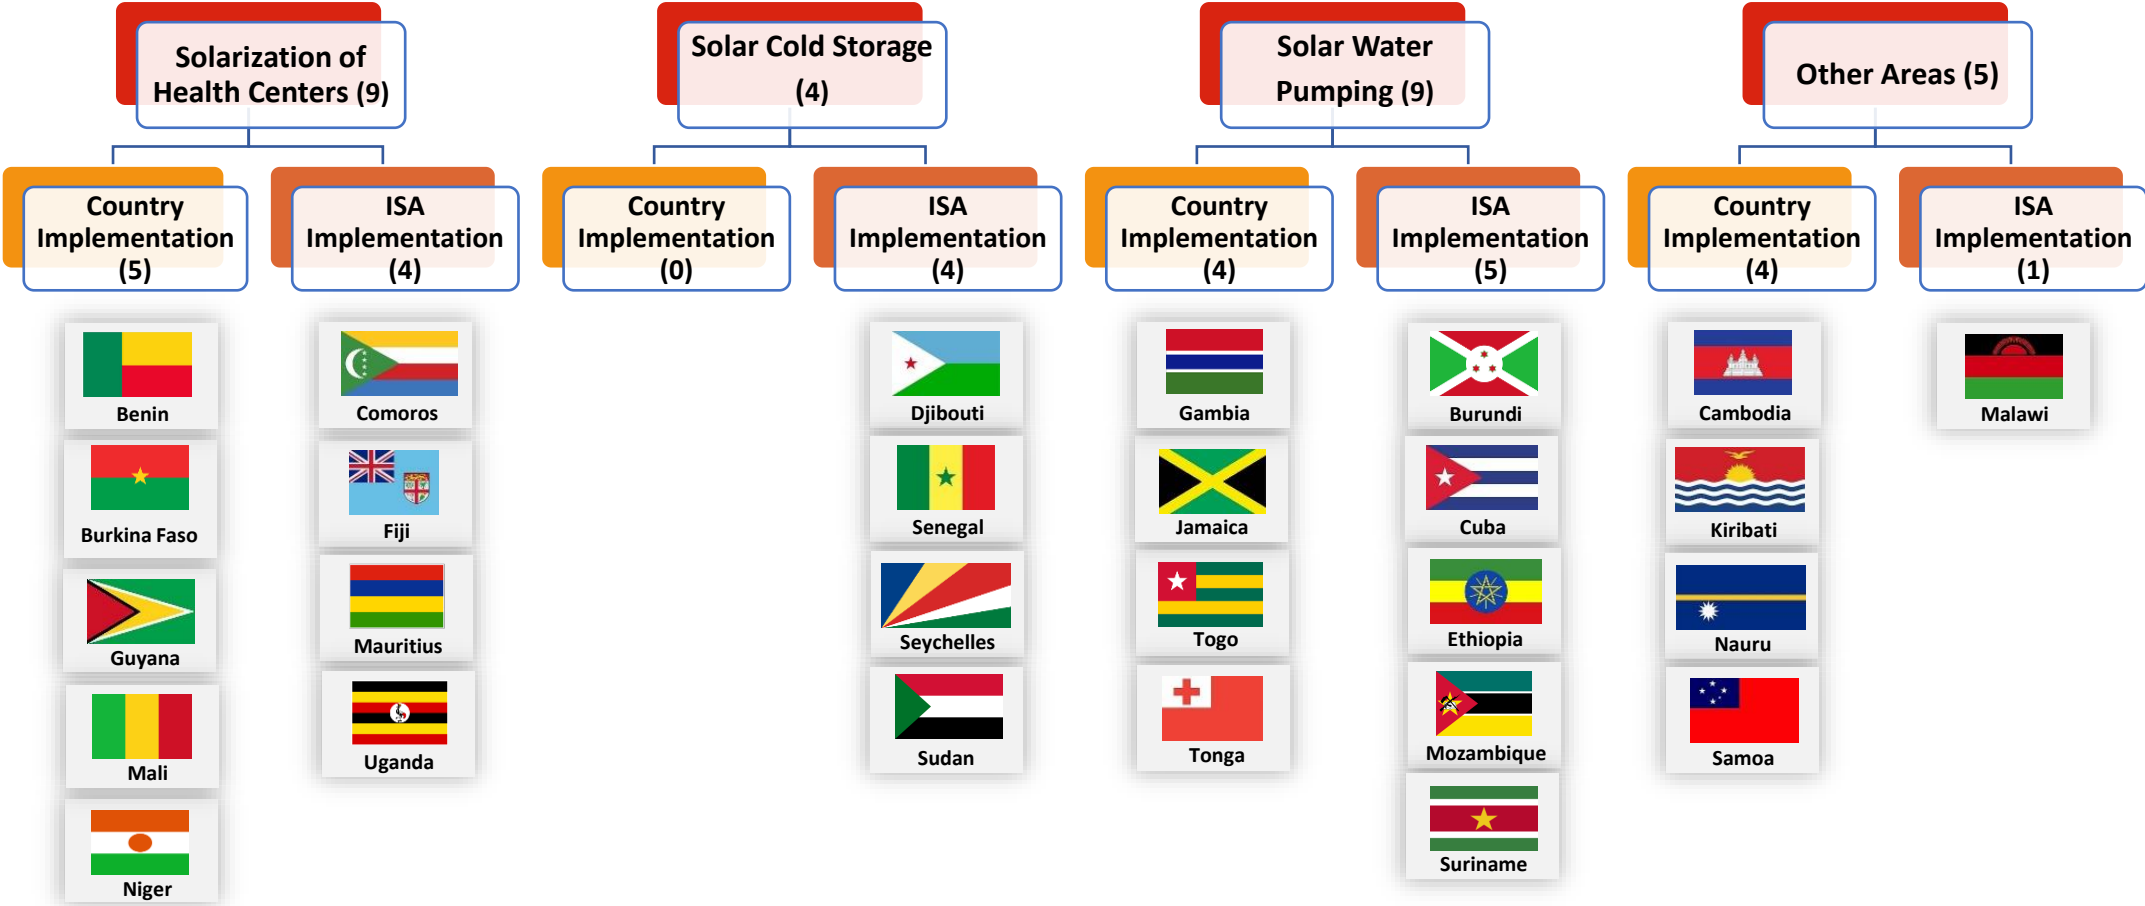 Solarization of
Health Centers (9)
Solar Cold Storage
(4)
Solar Water
Pumping (9)
Other Areas (5)
Country
Implementation
(5)
ISA
Implementation
(4)
Country
Implementation
(0)
ISA
Implementation
(4)
Country
Implementation
(4)
ISA
Implementation
(5)
Country
Implementation
(4)
ISA
Implementation
(1)
Benin
Burkina Faso
Guyana
Mali
Niger
Comoros
Fiji
Mauritius
Uganda
Djibouti
Senegal
Seychelles
Sudan
Gambia
Jamaica
Togo
Tonga
Burundi
Cuba
Ethiopia
Mozambique
Suriname
Cambodia
Kiribati
Nauru
Samoa
Malawi